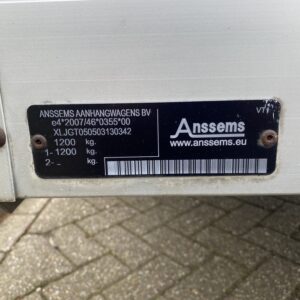 ANSSEMS AANHANGWAGENS BV
e4*2007/46*0355*00
XLJGT050503130342
1200 kg.
1- 1200 kg.
2- - kg.
Anssems
www.anssems.eu
VT1